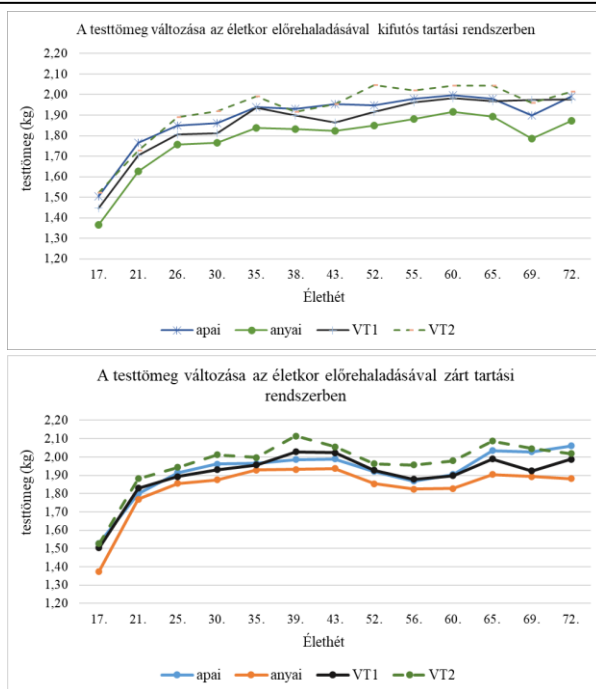 A testtömeg változása az életkor előrehaladásával kifutós tartási rendszerben
testtömeg (kg)
2,20
2,10
2,00
1,90
1,80
1,70
1,60
1,50
1,40
1,30
1,20
17. 21. 26. 30. 35. 38. 43. 52. 55. 60. 65. 69. 72.
Élethét
apai anyai VT1 VT2
A testtömeg változása az életkor előrehaladásával zárt tartási
rendszerben
testtömeg (kg)
2,20
2,10
2,00
1,90
1,80
1,70
1,60
1,50
1,40
1,30
1,20
17. 21. 25. 30. 35. 39. 43. 52. 56. 60. 65. 69. 72.
Élethét
apai anyai VT1 VT2